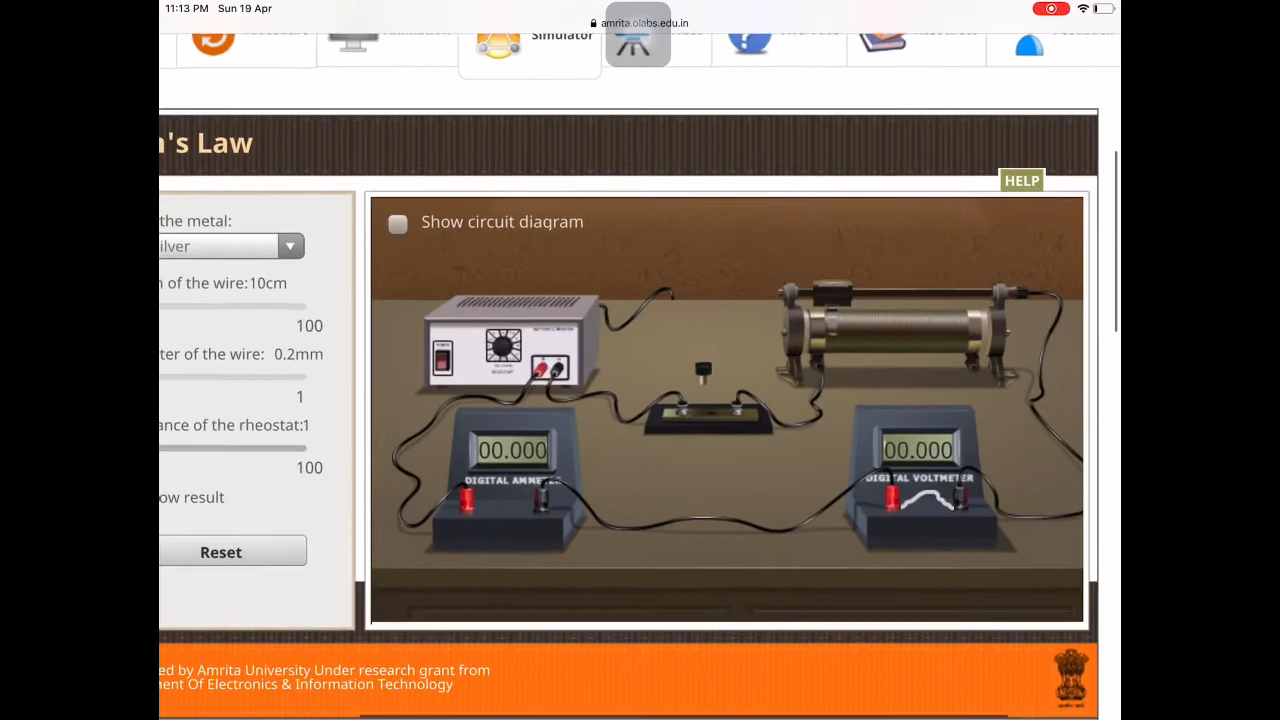 11:13 PM Sun 19 Apr
amrita.olabs.edu.in
Simulator
n's Law
HELP
the metal:
ilver
Show circuit diagram
n of the wire:10cm
100
ter of the wire: 0.2mm
1
ance of the rheostat:1
100
ow result
Reset
00.000
DIGITAL AMMETER
00.000
DIGITAL VOLTMETER
ed by Amrita University Under research grant from
ent Of Electronics & Information Technology